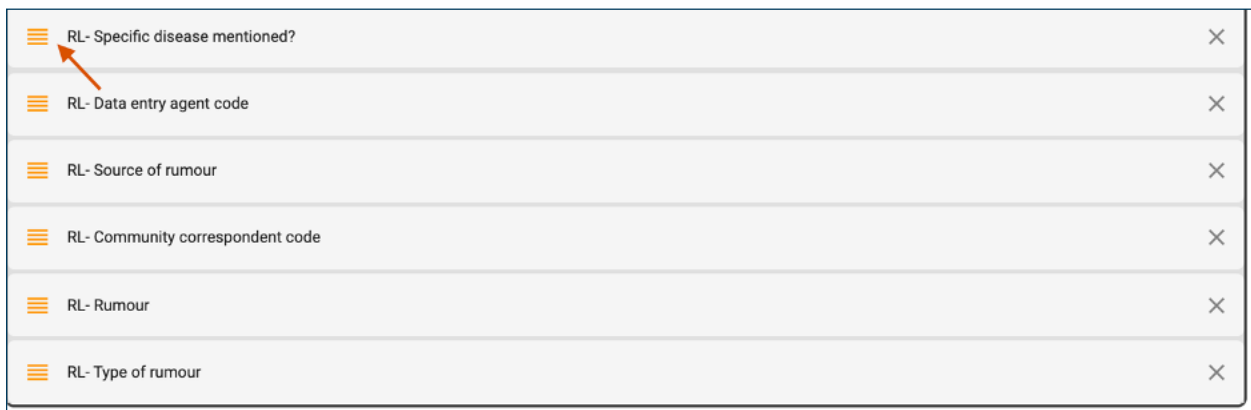 RL- Specific disease mentioned?
RL- Data entry agent code
RL- Source of rumour
RL- Community correspondent code
RL- Rumour
RL- Type of rumour